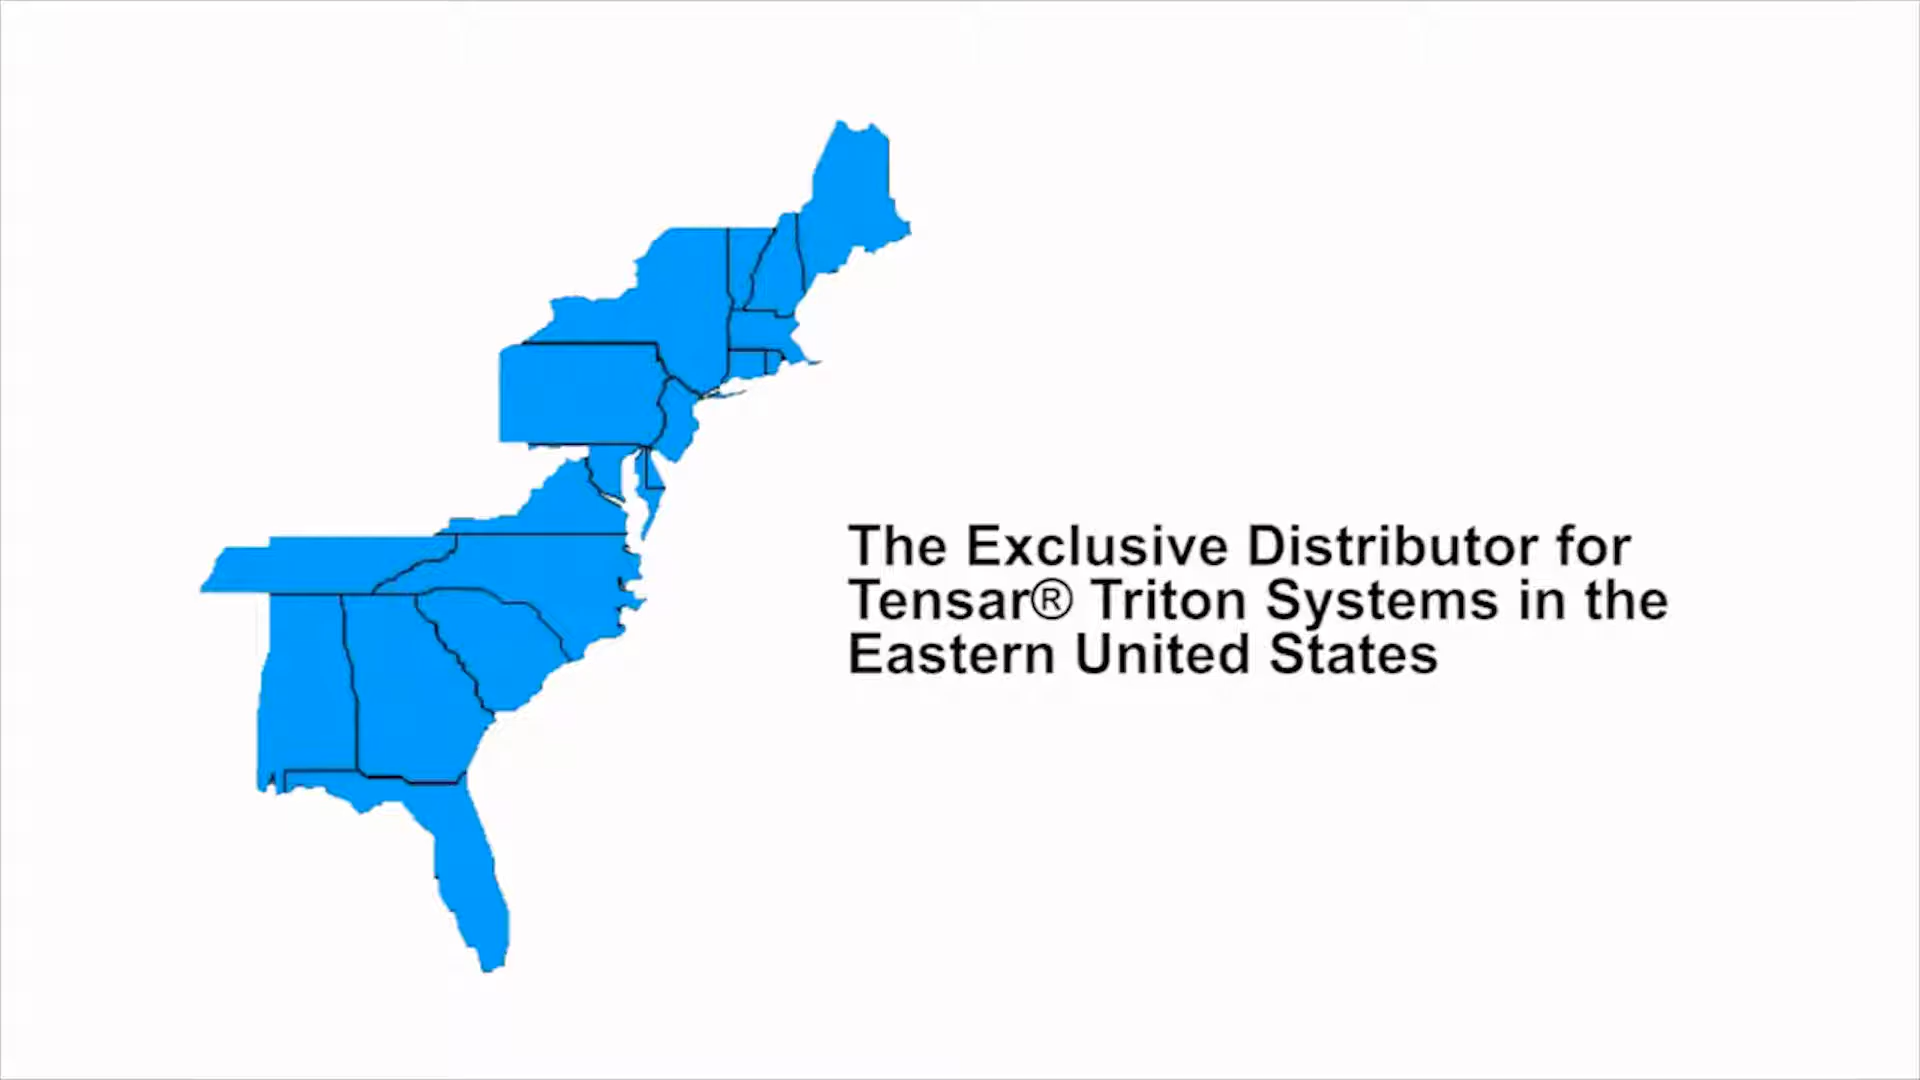 The Exclusive Distributor for
Tensar® Triton Systems in the
Eastern United States